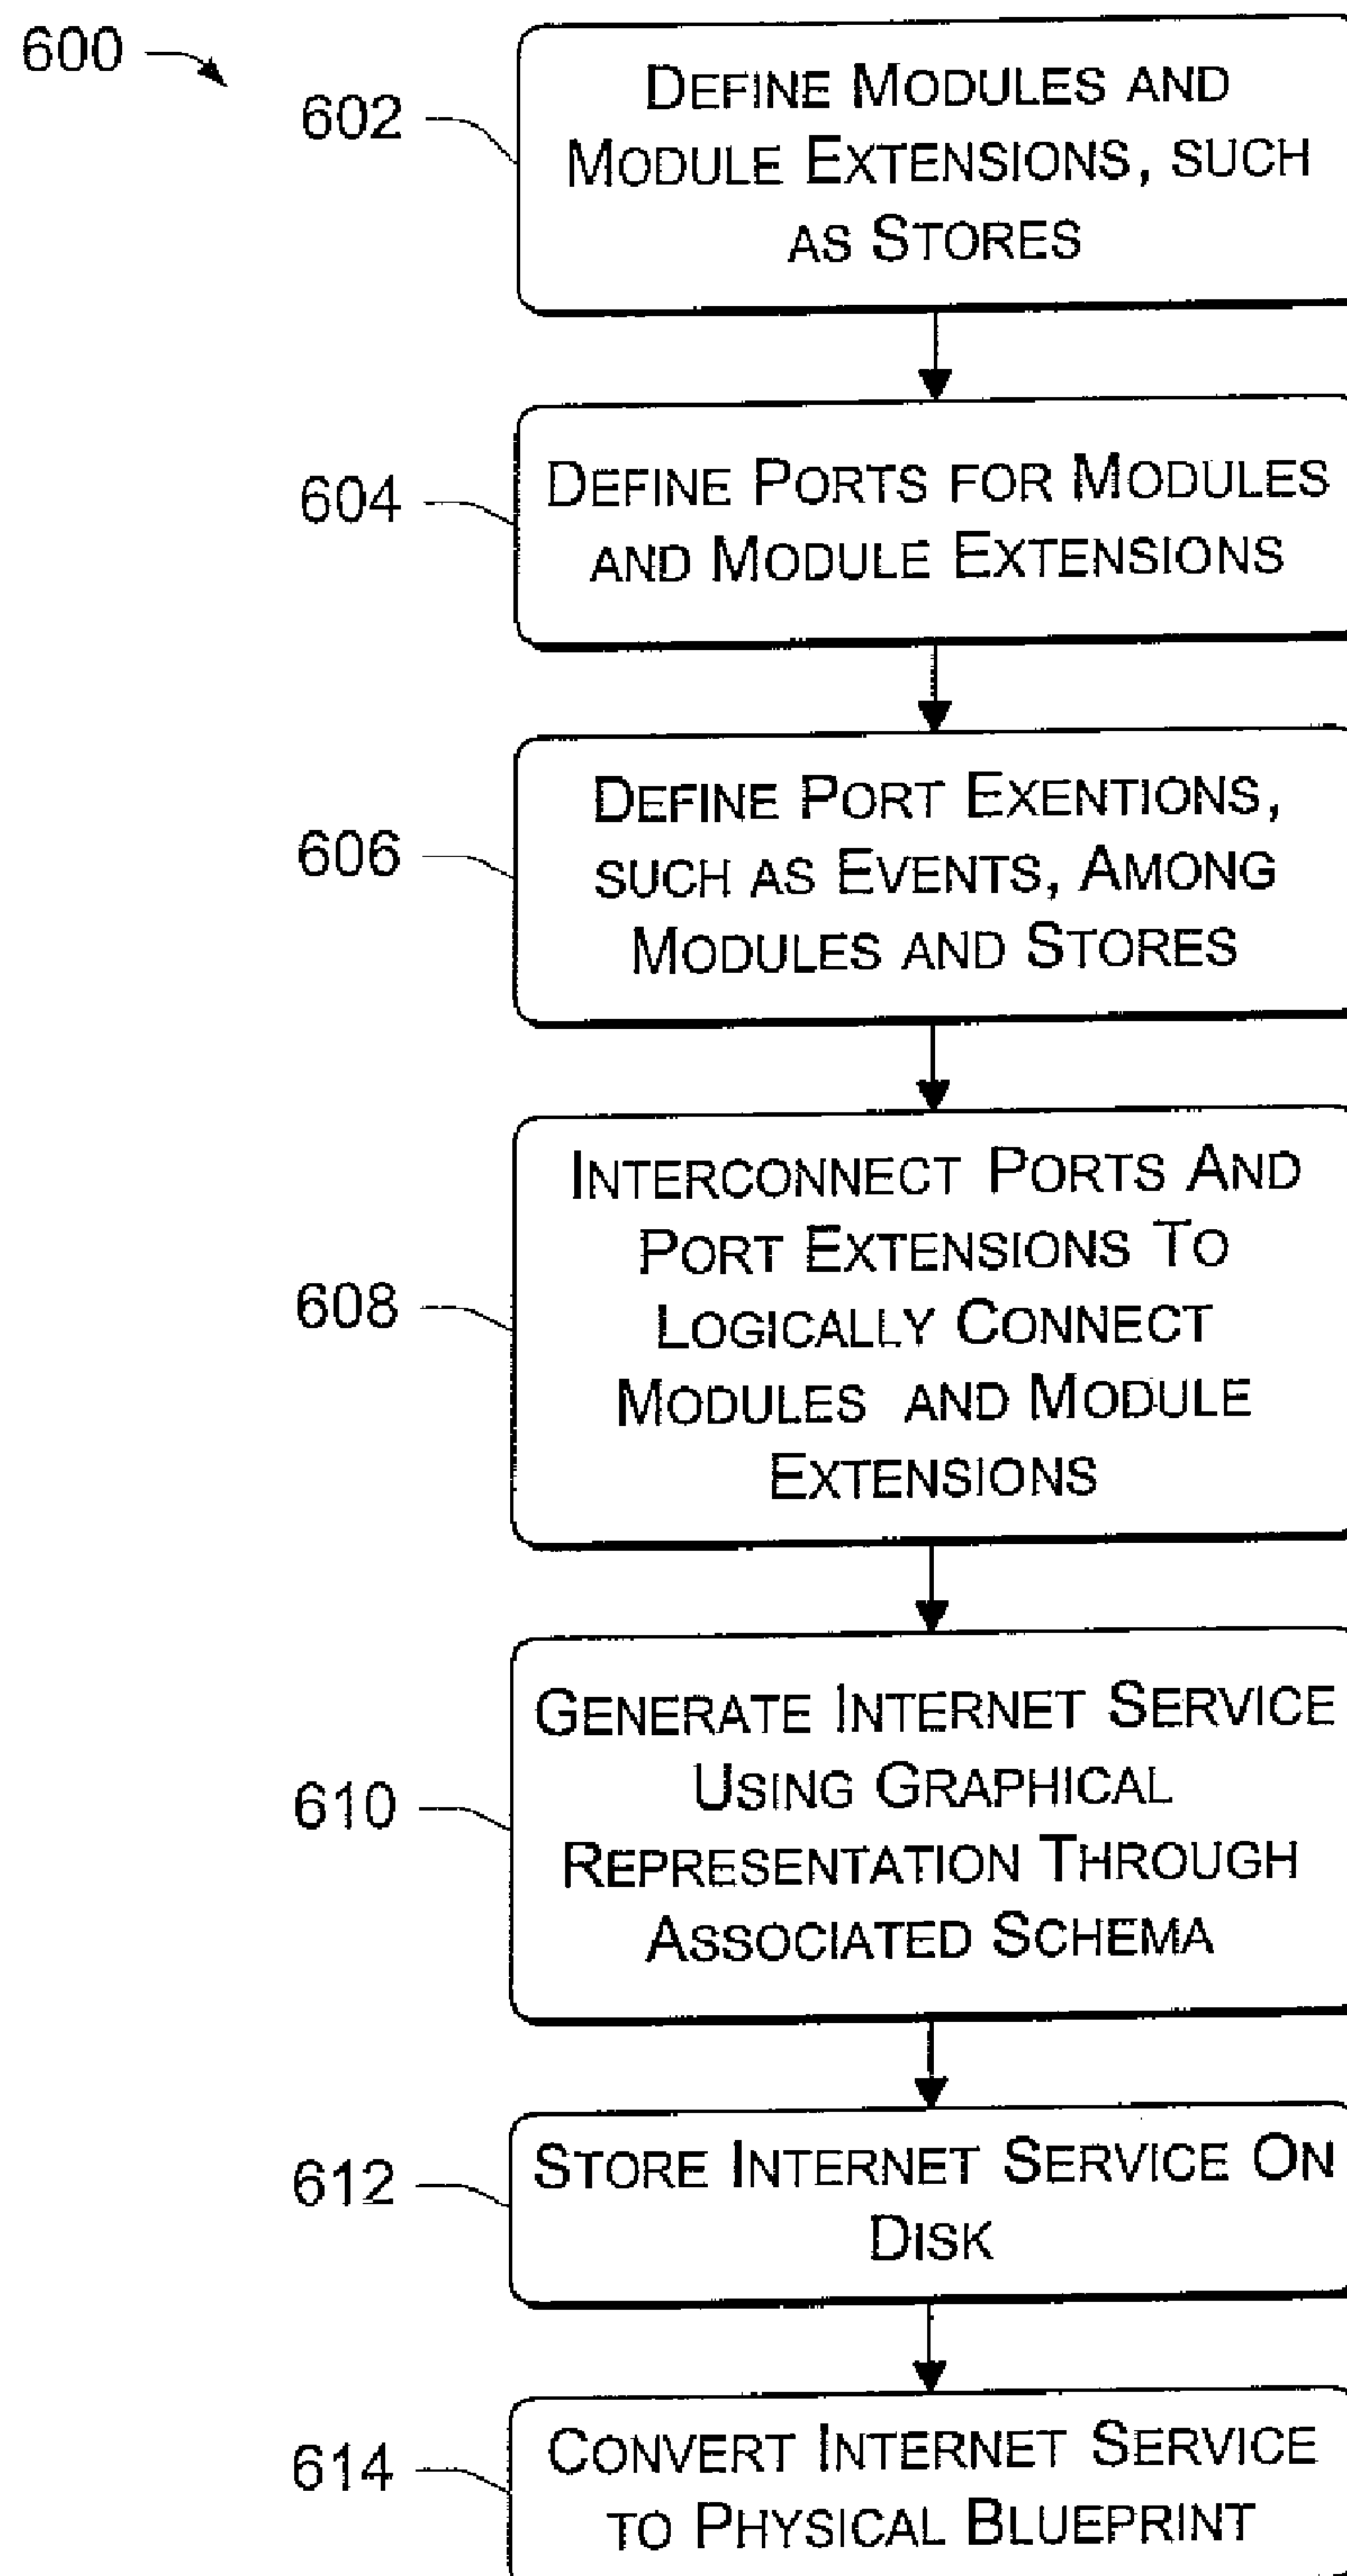 600
602
DEFINE MODULES AND
MODULE EXTENSIONS, SUCH
AS STORES
604
DEFINE PORTS FOR MODULES
AND MODULE EXTENSIONS
606
DEFINE PORT EXENTIONS,
SUCH AS EVENTS, AMONG
MODULES AND STORES
608
INTERCONNECT PORTS AND
PORT EXTENSIONS TO
LOGICALLY CONNECT
MODULES AND MODULE
EXTENSIONS
610
GENERATE INTERNET SERVICE
USING GRAPHICAL
REPRESENTATION THROUGH
ASSOCIATED SCHEMA
612
STORE INTERNET SERVICE ON
DISK
614
CONVERT INTERNET SERVICE
TO PHYSICAL BLUEPRINT